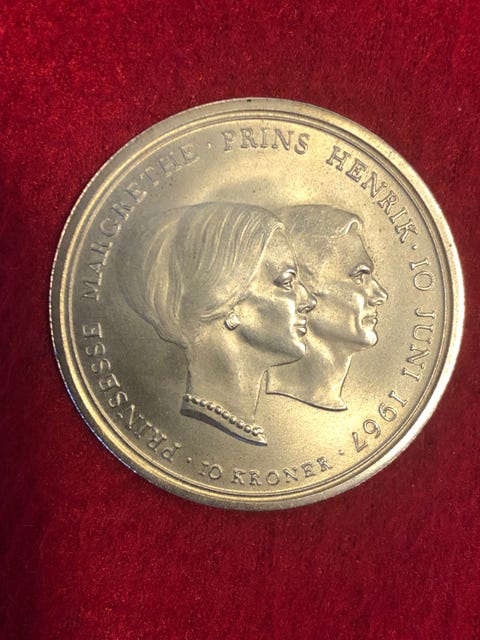 PRINSESSE MARGRETHE · PRINS HENRIK · 10 JUNI 1967
· 10 KRONER ·